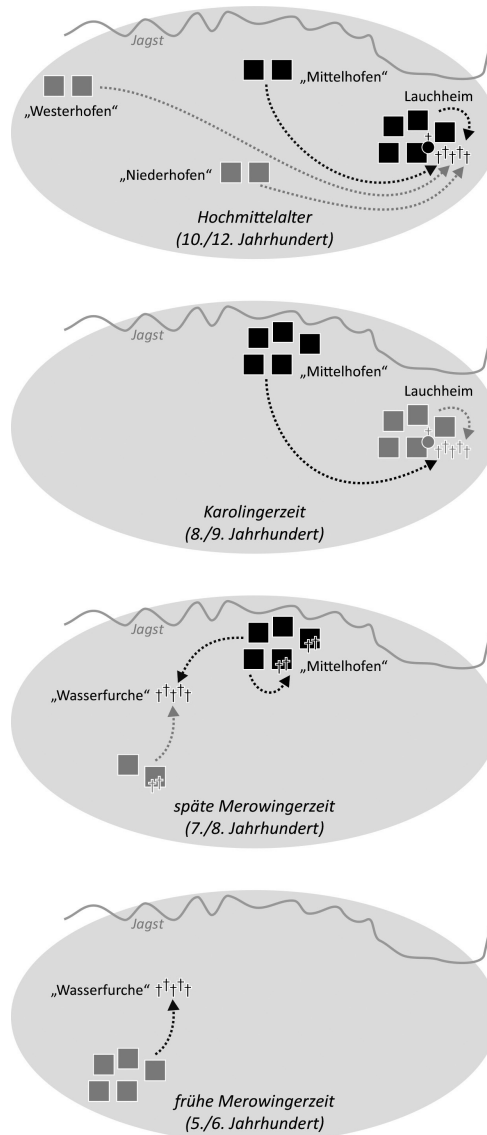 Jagst
„Mittelhofen“
Lauchheim
„Westerhofen“
„Niederhofen“
Hochmittelalter
(10./12. Jahrhundert)
Jagst
„Mittelhofen“
Lauchheim
Karolingerzeit
(8./9. Jahrhundert)
Jagst
„Mittelhofen“
„Wasserfurche“
späte Merowingerzeit
(7./8. Jahrhundert)
Jagst
„Wasserfurche“
frühe Merowingerzeit
(5./6. Jahrhundert)